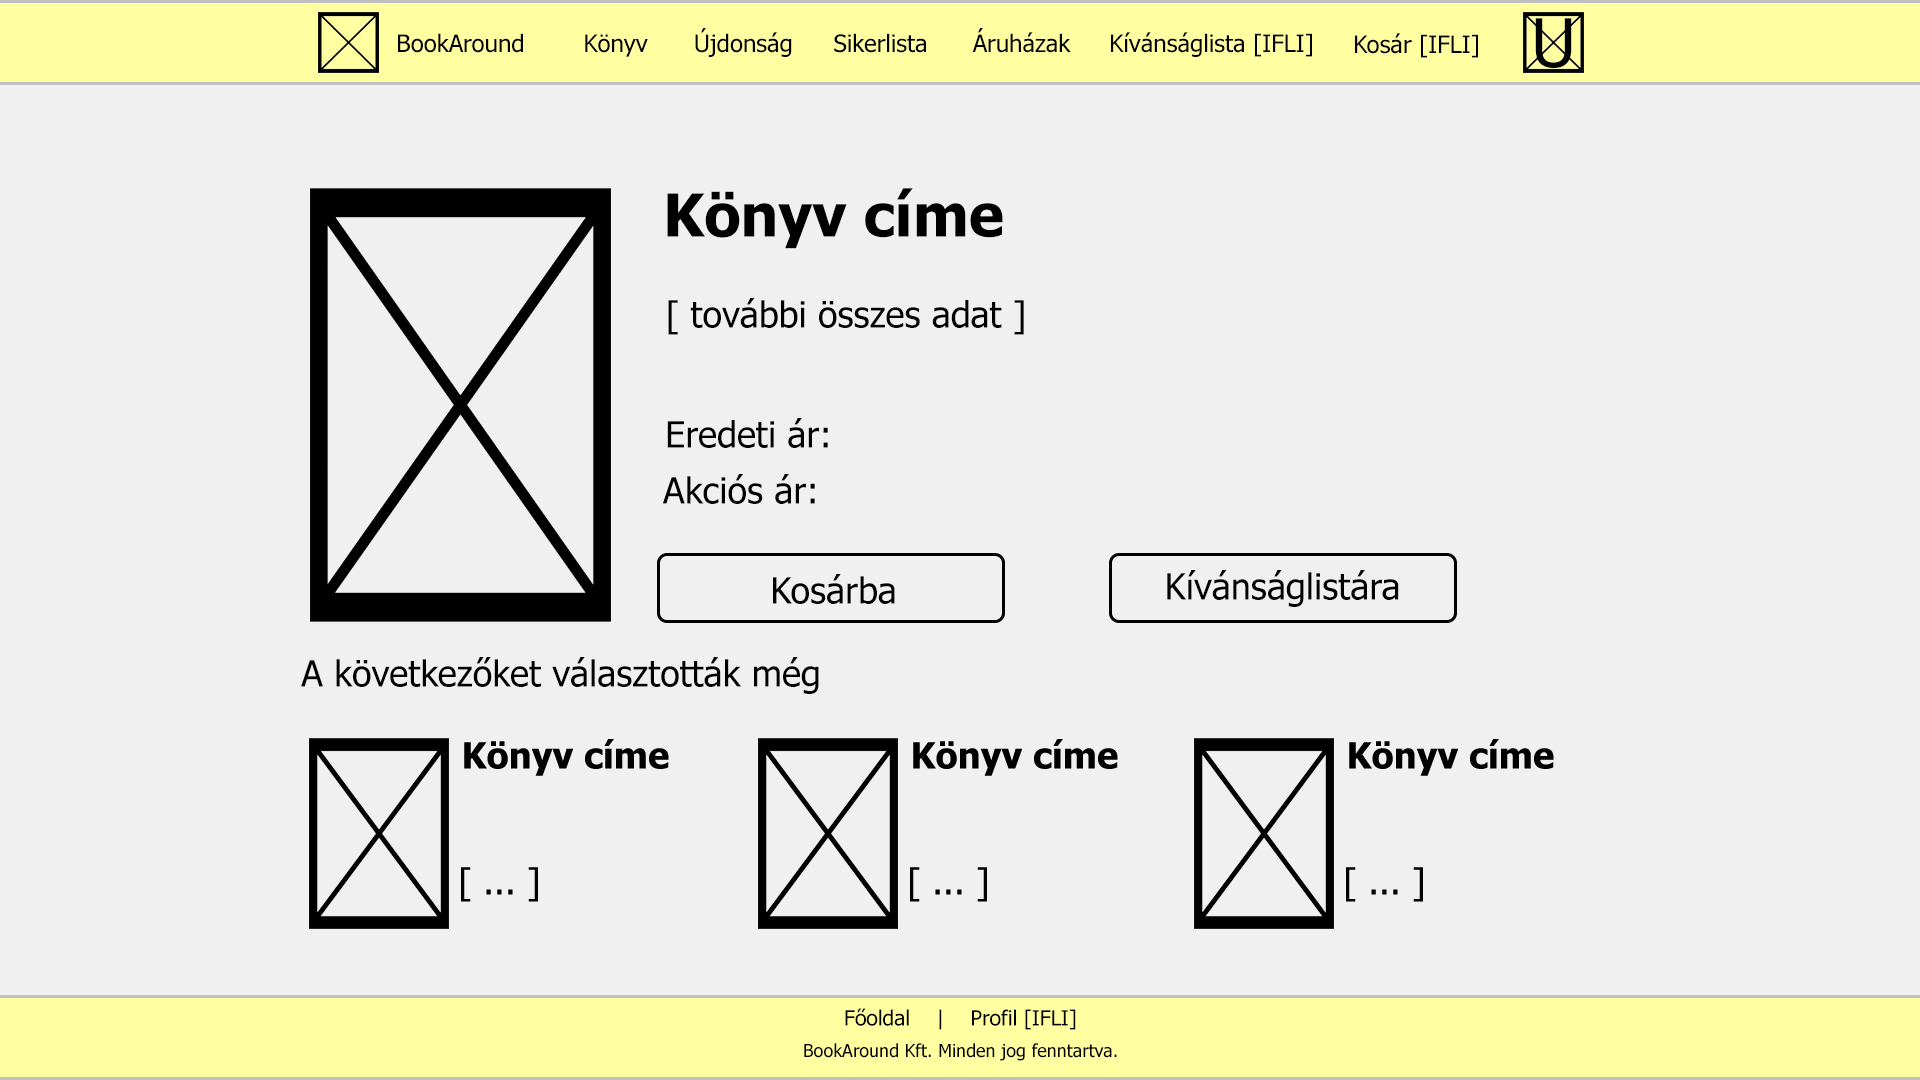 BookAround Könyv Újdonság Sikerlista Áruházak Kívánságlista [IFLI] Kosár [IFLI] U
Könyv címe
[ további összes adat ]
Eredeti ár:
Akciós ár:
Kosárba Kívánságlistára
A következőket választották még
Könyv címe Könyv címe Könyv címe
[ ... ] [ ... ] [ ... ]
Főoldal | Profil [IFLI]
BookAround Kft. Minden jog fenntartva.